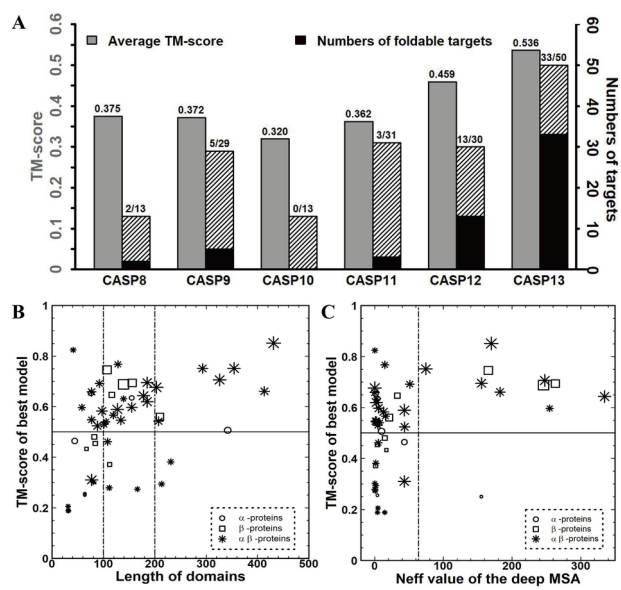 A
Average TM-score
Numbers of foldable targets
TM-score
0.6
0.5
0.4
0.3
0.2
0.1
0
60
50
40
30
20
10
0
Numbers of targets
0.375
2/13
0.372
5/29
0.320
0/13
0.362
3/31
0.459
13/30
0.536
33/50
CASP8
CASP9
CASP10
CASP11
CASP12
CASP13
B
TM-score of best model
1
0.8
0.6
0.4
0.2
0
0
100
200
300
400
500
Length of domains
α -proteins
β -proteins
α β -proteins
C
TM-score of best model
1
0.8
0.6
0.4
0.2
0
0
100
200
300
Neff value of the deep MSA
α -proteins
β -proteins
α β -proteins